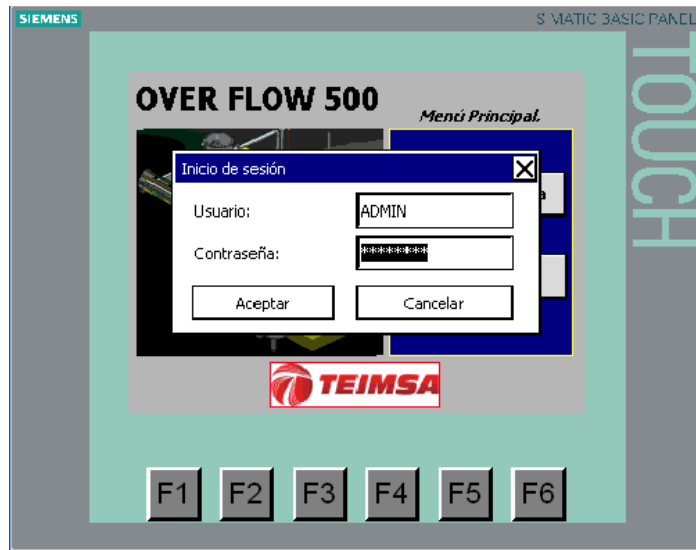 SIEMENS
SIMATIC BASIC PANEL
TOUCH
OVER FLOW 500
Menú Principal.
Inicio de sesión
Usuario:
ADMIN
Contraseña:
*********
Aceptar
Cancelar
a
TEIMSA
F1
F2
F3
F4
F5
F6